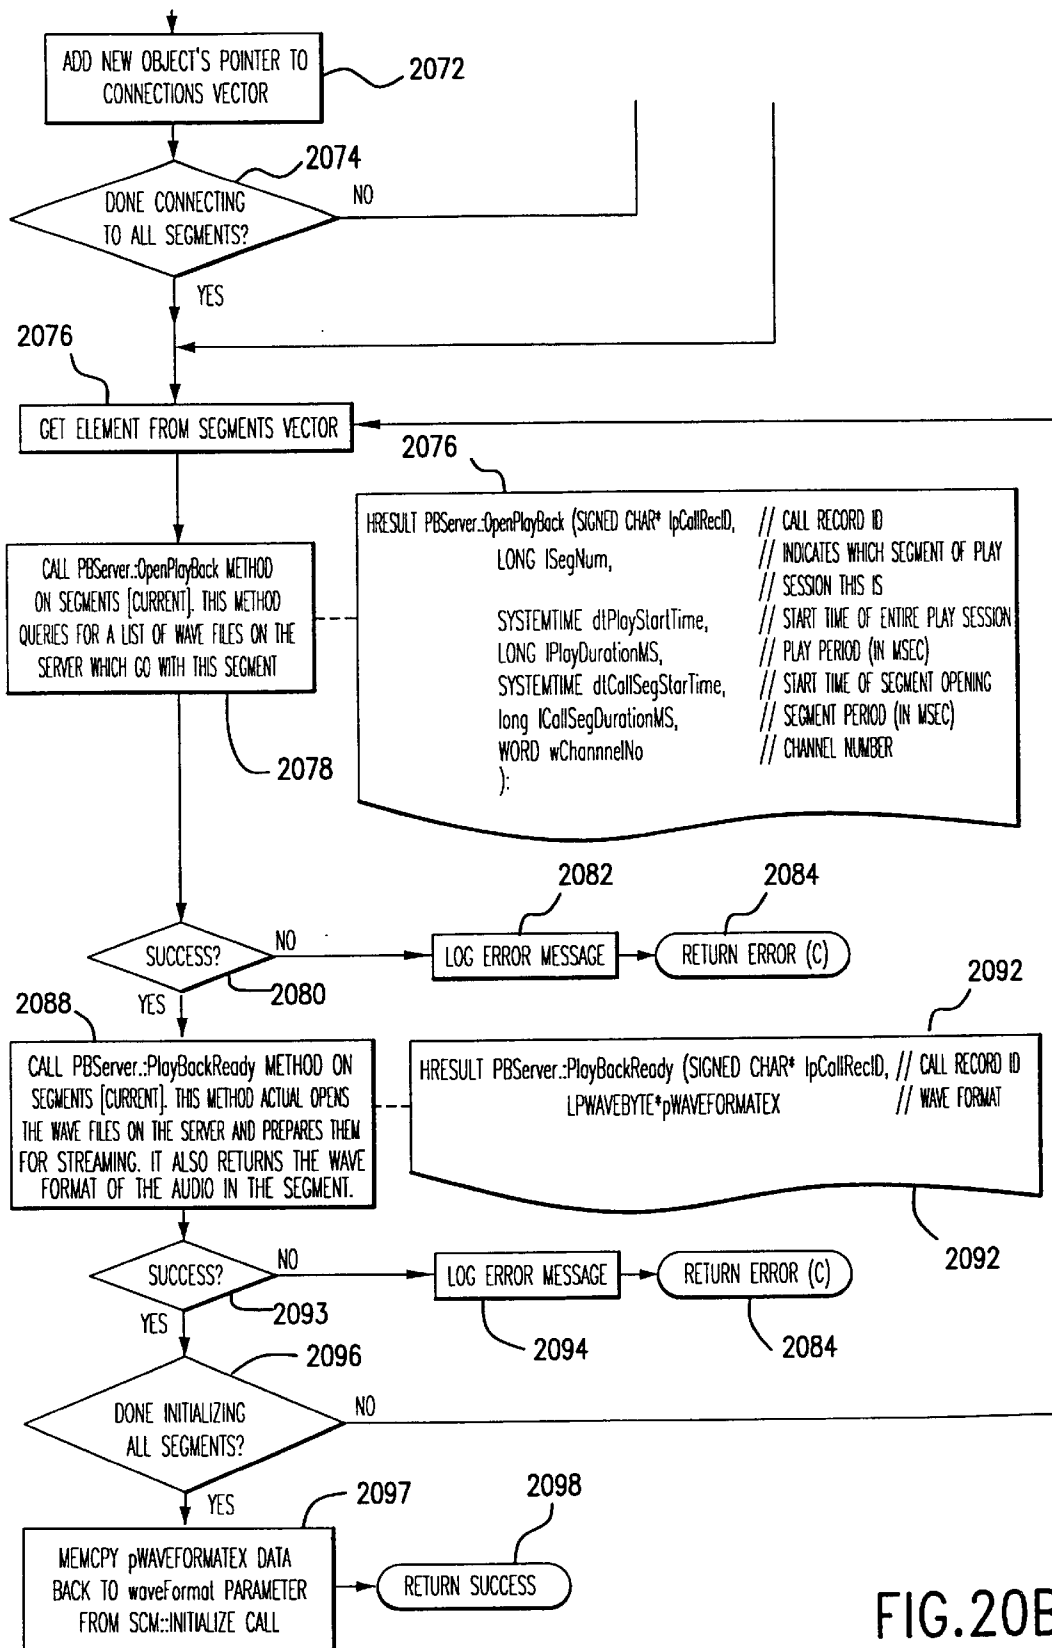 ADD NEW OBJECT'S POINTER TO
CONNECTIONS VECTOR
2072
2074
DONE CONNECTING
TO ALL SEGMENTS?
NO
YES
2076
GET ELEMENT FROM SEGMENTS VECTOR
2076
HRESULT PBServer::OpenPlayBack (SIGNED CHAR* lpCallRecID, // CALL RECORD ID
LONG lSegNum, // INDICATES WHICH SEGMENT OF PLAY
// SESSION THIS IS
SYSTEMTIME dtPlayStartTime, // START TIME OF ENTIRE PLAY SESSION
LONG lPlayDurationMS, // PLAY PERIOD (IN MSEC)
SYSTEMTIME dtCallSegStarTime, // START TIME OF SEGMENT OPENING
long lCallSegDurationMS, // SEGMENT PERIOD (IN MSEC)
WORD wChannnelNo // CHANNEL NUMBER
):
CALL PBServer::OpenPlayBack METHOD
ON SEGMENTS [CURRENT]. THIS METHOD
QUERIES FOR A LIST OF WAVE FILES ON THE
SERVER WHICH GO WITH THIS SEGMENT
2078
2082
2084
SUCCESS?
NO
LOG ERROR MESSAGE
RETURN ERROR (C)
2080
YES
2088
2092
CALL PBServer::PlayBackReady METHOD ON
SEGMENTS [CURRENT]. THIS METHOD ACTUAL OPENS
THE WAVE FILES ON THE SERVER AND PREPARES THEM
FOR STREAMING. IT ALSO RETURNS THE WAVE
FORMAT OF THE AUDIO IN THE SEGMENT.
HRESULT PBServer::PlayBackReady (SIGNED CHAR* lpCallRecID, // CALL RECORD ID
LPWAVEBYTE*pWAVEFORMATEX // WAVE FORMAT
2092
SUCCESS?
NO
LOG ERROR MESSAGE
RETURN ERROR (C)
2093
YES
2094
2084
2096
DONE INITIALIZING
ALL SEGMENTS?
NO
YES
2097
2098
MEMCPY pWAVEFORMATEX DATA
BACK TO waveFormat PARAMETER
FROM SCM::INITIALIZE CALL
RETURN SUCCESS
FIG.20B